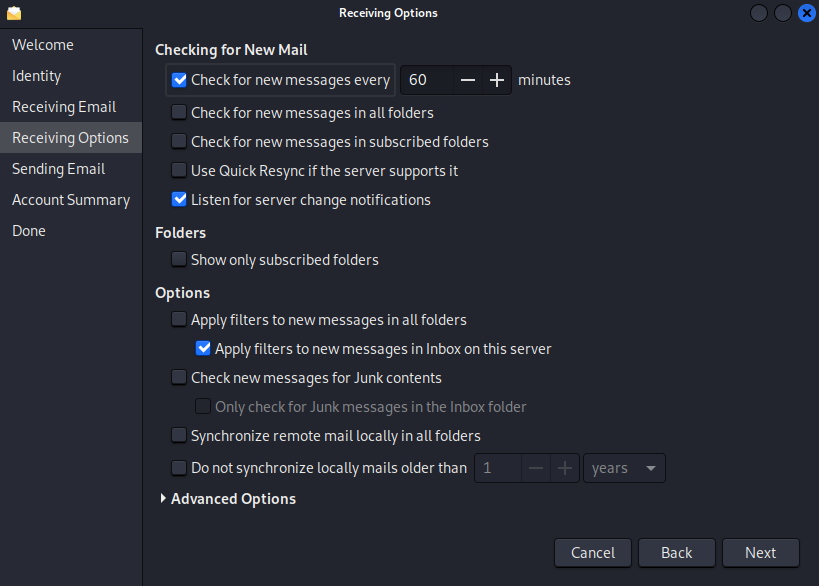 Receiving Options
Welcome
Identity
Receiving Email
Receiving Options
Sending Email
Account Summary
Done
Checking for New Mail
Check for new messages every 60 minutes
Check for new messages in all folders
Check for new messages in subscribed folders
Use Quick Resync if the server supports it
Listen for server change notifications
Folders
Show only subscribed folders
Options
Apply filters to new messages in all folders
Apply filters to new messages in Inbox on this server
Check new messages for Junk contents
Only check for Junk messages in the Inbox folder
Synchronize remote mail locally in all folders
Do not synchronize locally mails older than 1 years
Advanced Options
Cancel Back Next